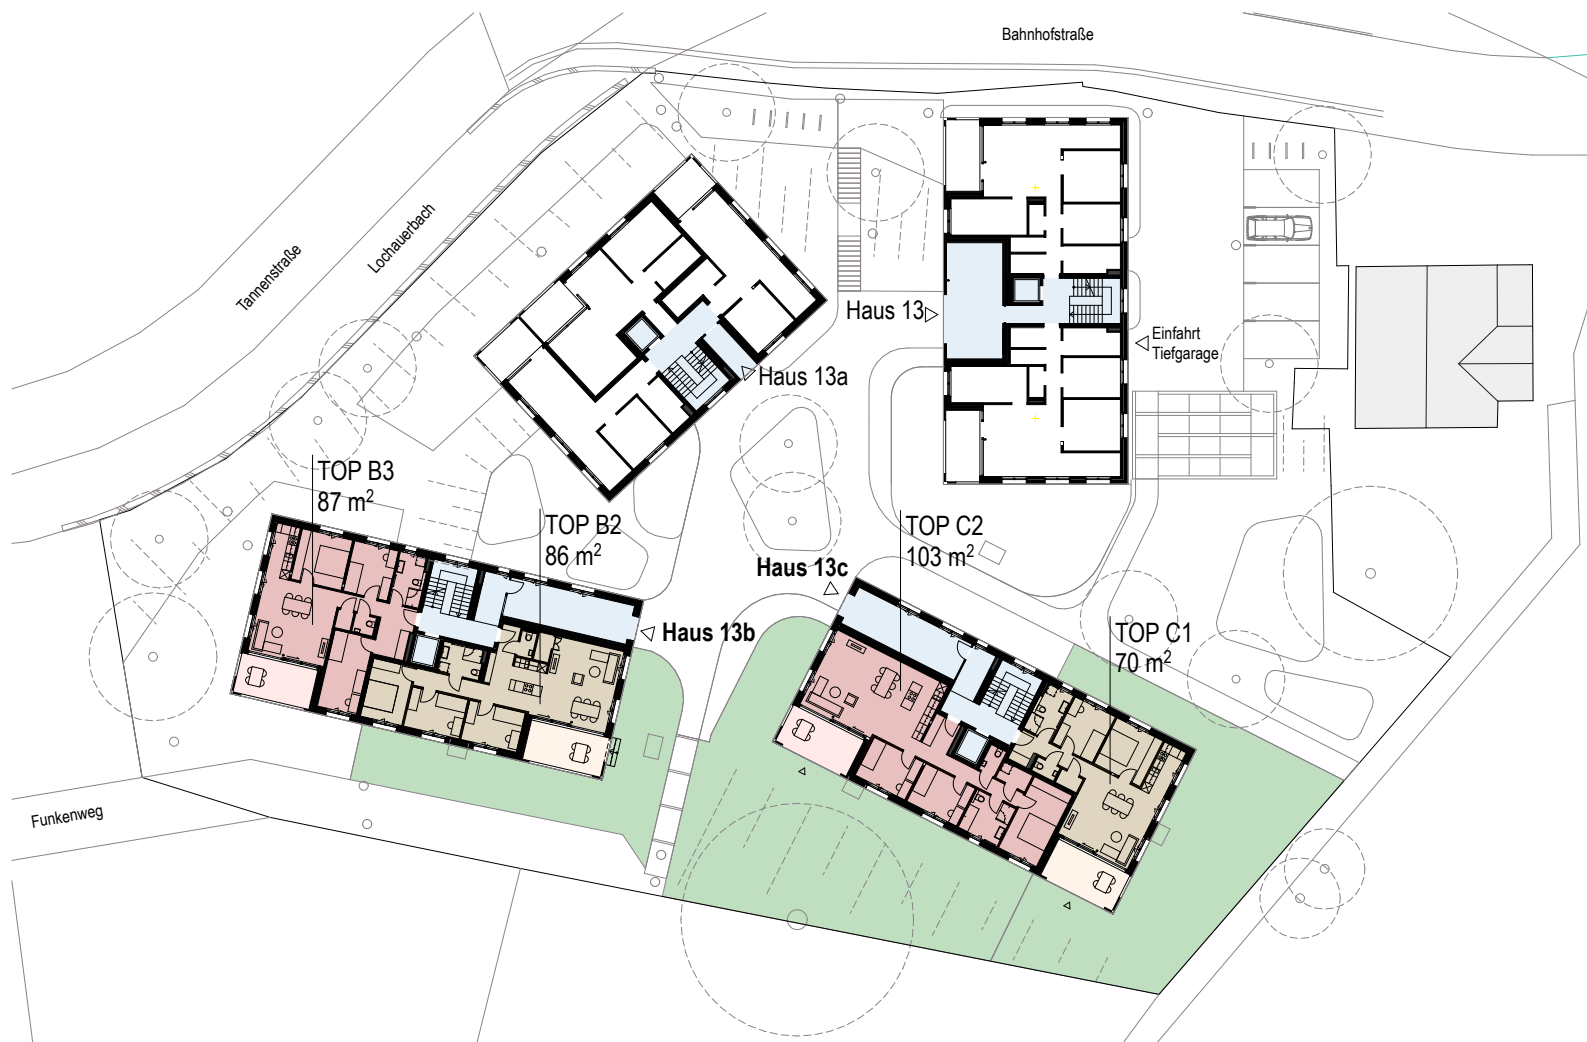 Bahnhofstraße
Tannenstraße
Lochauerbach
Haus 13
Einfahrt
Tiefgarage
Haus 13a
TOP B3
87 m²
TOP B2
86 m²
TOP C2
103 m²
Haus 13c
Haus 13b
TOP C1
70 m²
Funkenweg